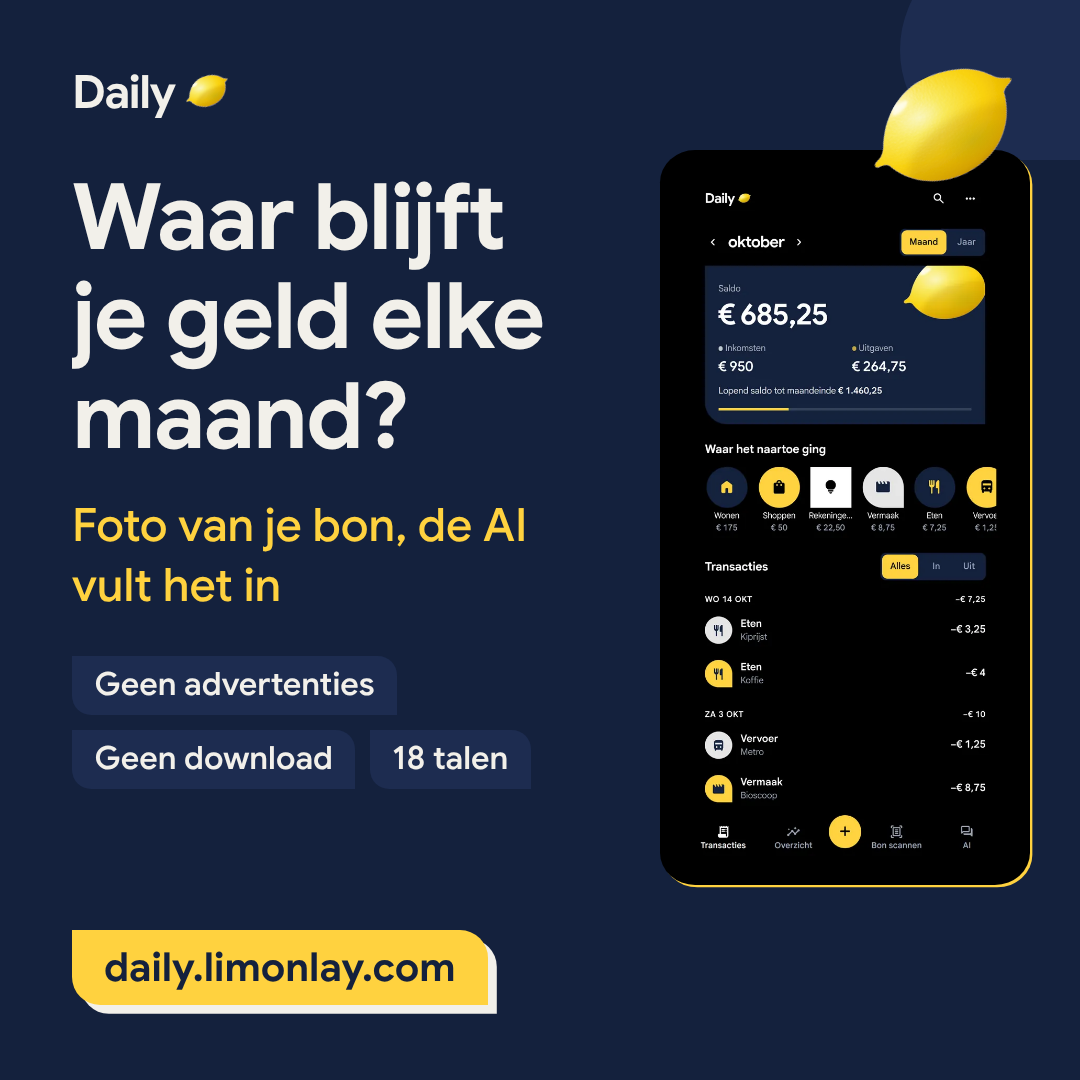 Daily
Waar blijft
je geld elke
maand?
Foto van je bon, de AI
vult het in
Geen advertenties
Geen download
18 talen
daily.limonlay.com
Daily
oktober
Maand
Jaar
Saldo
€ 685,25
Inkomsten
Uitgaven
€ 950
€ 264,75
Lopend saldo tot maandeinde € 1.460,25
Waar het naartoe ging
Wonen
Shoppen
Rekeninge...
Vermaak
Eten
Vervoe
€ 175
€ 50
€ 22,50
€ 8,75
€ 7,25
€ 1,25
Transacties
Alles
In
Uit
WO 14 OKT
−€ 7,25
Eten
Kiprijst
−€ 3,25
Eten
Koffie
−€ 4
ZA 3 OKT
−€ 10
Vervoer
Metro
−€ 1,25
Vermaak
Bioscoop
−€ 8,75
Transacties
Overzicht
Bon scannen
AI